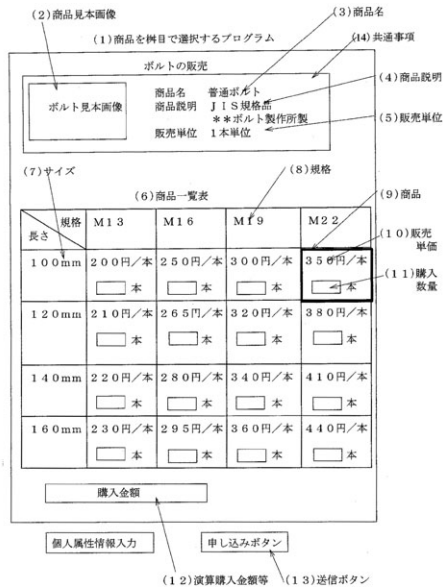 (2)商品見本画像
(3)商品名
(1)商品を桝目で選択するプログラム
(14)共通事項
ボルトの販売
(4)商品説明
ボルト見本画像
商品名 普通ボルト
商品説明 JIS規格品
**ボルト製作所製
販売単位 1本単位
(5)販売単位
(7)サイズ
(8)規格
(6)商品一覧表
(9)商品
規格 M13 M16 M19 M22
長さ
(10)販売
単価
100mm 200円/本 250円/本 300円/本 350円/本
本 本 本 本
(11)購入
数量
120mm 210円/本 265円/本 320円/本 380円/本
本 本 本 本
140mm 220円/本 280円/本 340円/本 410円/本
本 本 本 本
160mm 230円/本 295円/本 360円/本 440円/本
本 本 本 本
購入金額
個人属性情報入力 申し込みボタン
(12)演算購入金額等
(13)送信ボタン